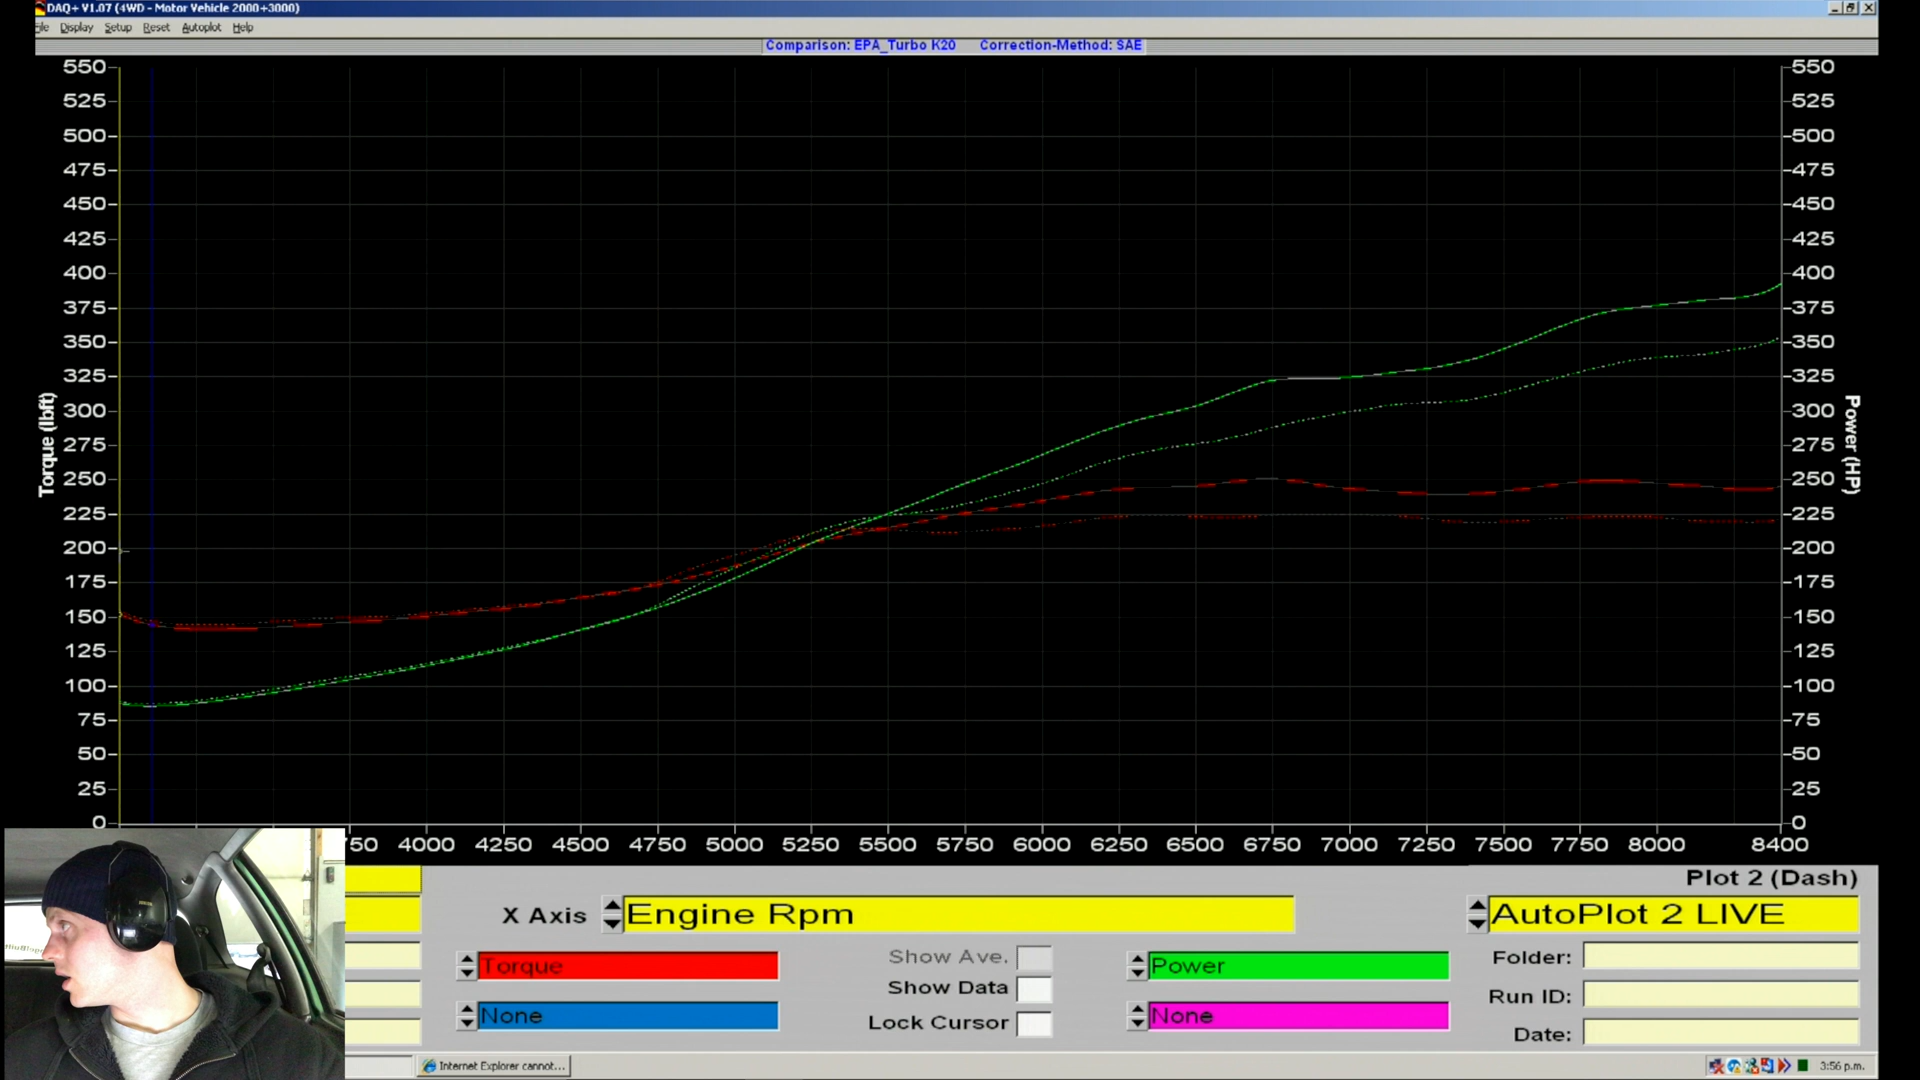 DAQ+ V1.07 (4WD - Motor Vehicle 2000+3000)
File Display Setup Reset Autoplot Help
Comparison: EPA_Turbo K20 Correction-Method: SAE
550 550
525 525
500 500
475 475
450 450
425 425
400 400
375 375
350 350
325 325
300 300
275 275
250 250
225 225
200 200
175 175
150 150
125 125
100 100
75 75
50 50
25 25
0 0
Torque (lbft)
Power (HP)
750 4000 4250 4500 4750 5000 5250 5500 5750 6000 6250 6500 6750 7000 7250 7500 7750 8000 8400
Plot 2 (Dash)
X Axis Engine Rpm AutoPlot 2 LIVE
Torque Show Ave. Power Folder:
Show Data Run ID:
None Lock Cursor None Date:
Internet Explorer cannot... 3:56 p.m.